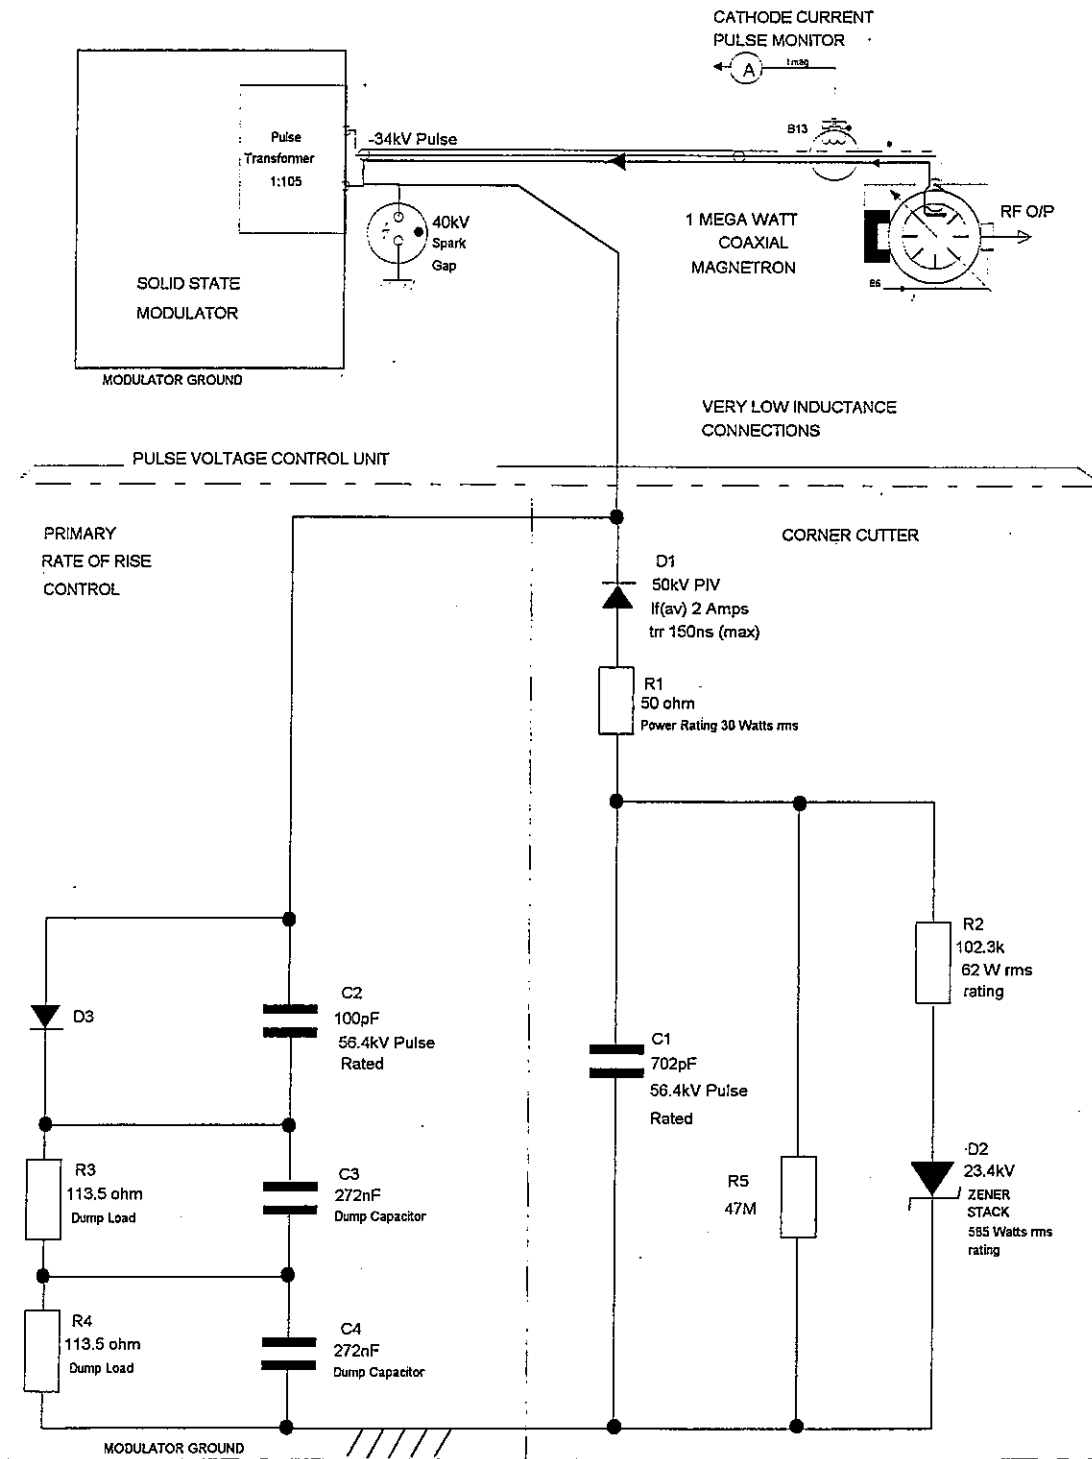 CATHODE CURRENT
PULSE MONITOR
A
I mag
Pulse
Transformer
1:105
-34kV Pulse
B13
40kV
Spark
Gap
1 MEGA WATT
COAXIAL
MAGNETRON
RF O/P
SOLID STATE
MODULATOR
MODULATOR GROUND
VERY LOW INDUCTANCE
CONNECTIONS
PULSE VOLTAGE CONTROL UNIT
PRIMARY
RATE OF RISE
CONTROL
CORNER CUTTER
D1
50kV PIV
If(av) 2 Amps
trr 150ns (max)
R1
50 ohm
Power Rating 30 Watts rms
R2
102.3k
62 W rms
rating
D3
C2
100pF
56.4kV Pulse
Rated
C1
702pF
56.4kV Pulse
Rated
R3
113.5 ohm
Dump Load
C3
272nF
Dump Capacitor
R5
47M
D2
23.4kV
ZENER
STACK
585 Watts rms
rating
R4
113.5 ohm
Dump Load
C4
272nF
Dump Capacitor
MODULATOR GROUND